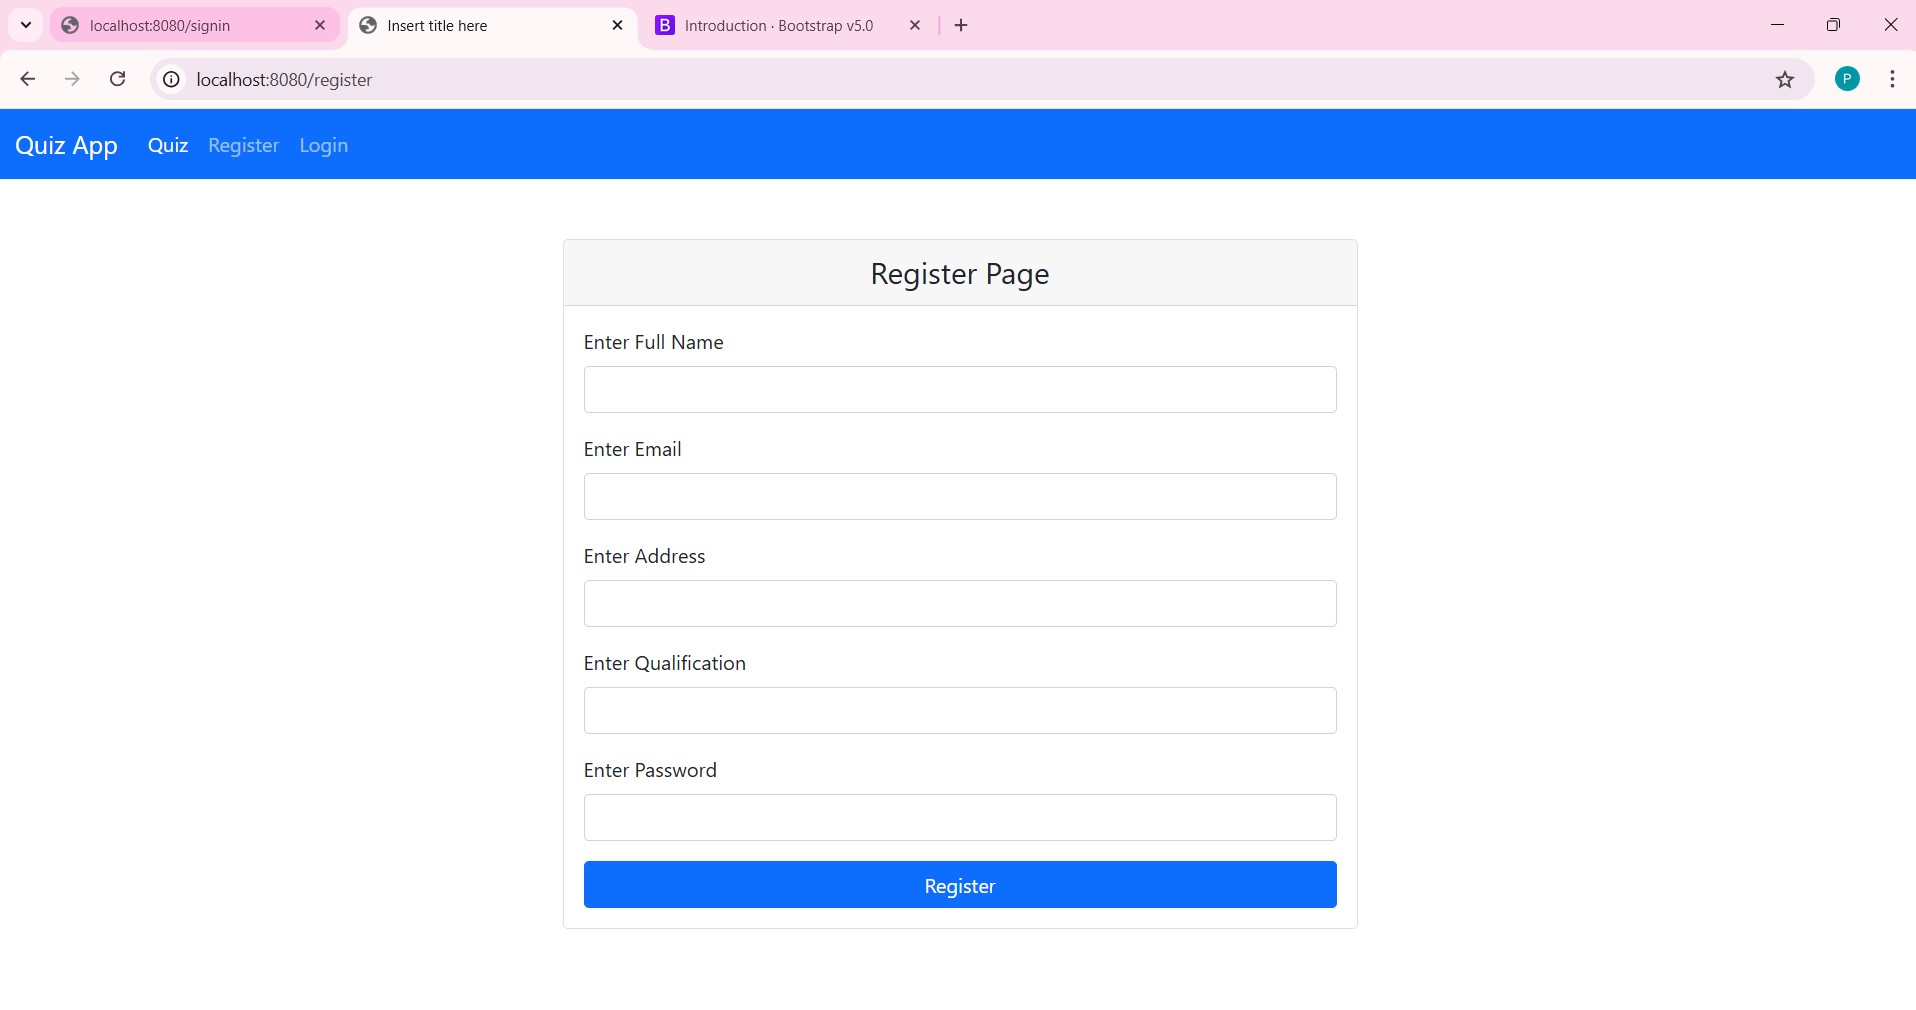 localhost:8080/signin
Insert title here
B Introduction · Bootstrap v5.0
localhost:8080/register
P
Quiz App Quiz Register Login
Register Page
Enter Full Name
Enter Email
Enter Address
Enter Qualification
Enter Password
Register